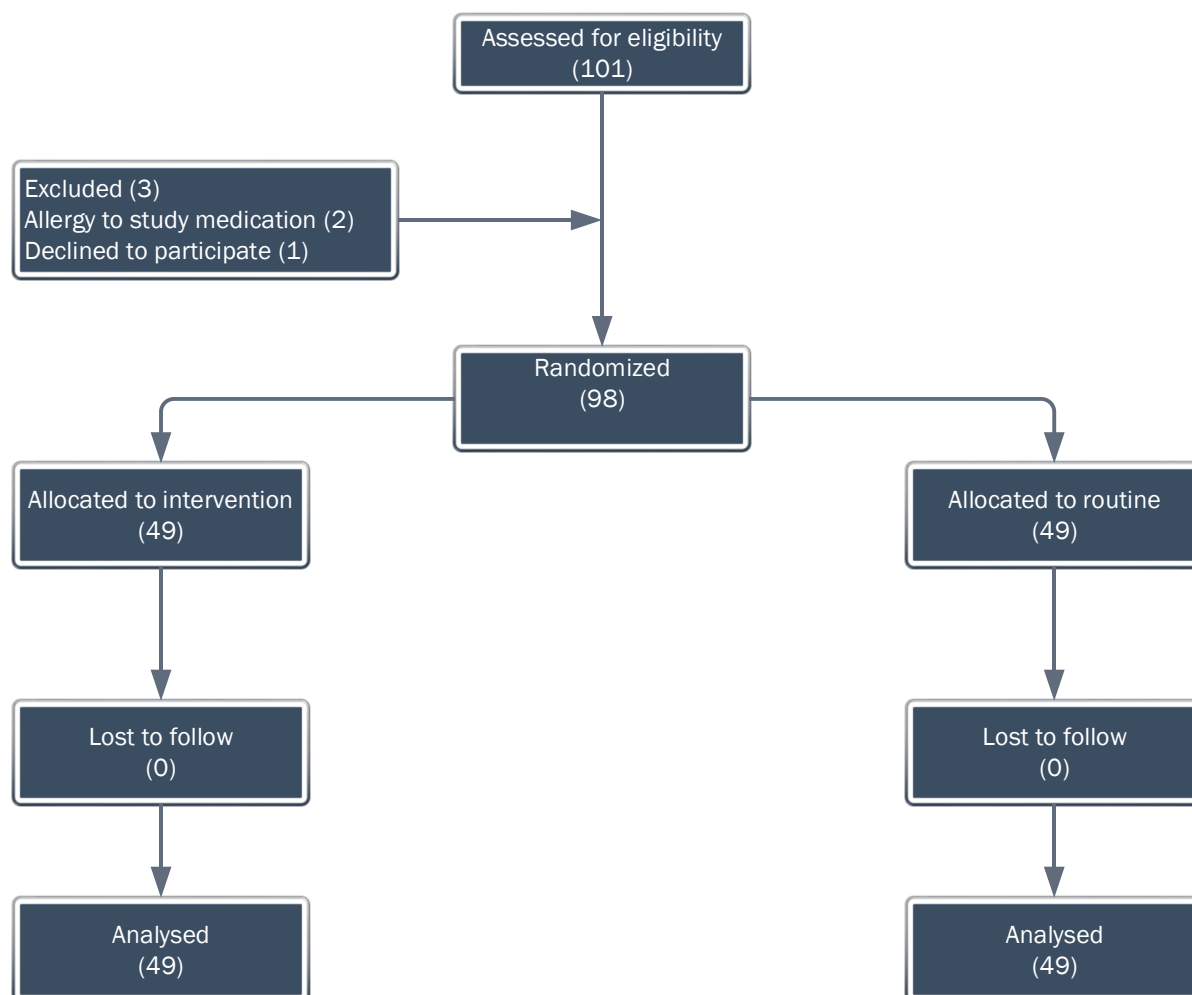 Assessed for eligibility
(101)
Excluded (3)
Allergy to study medication (2)
Declined to participate (1)
Randomized
(98)
Allocated to intervention
(49)
Allocated to routine
(49)
Lost to follow
(0)
Lost to follow
(0)
Analysed
(49)
Analysed
(49)